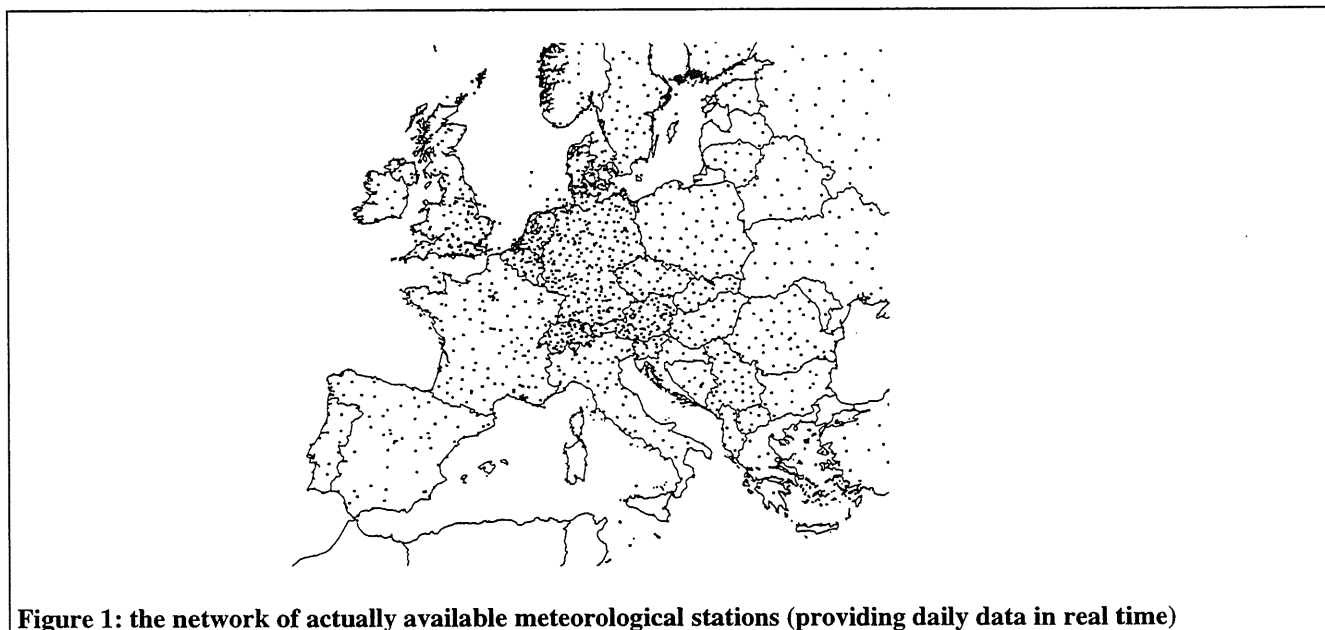 Figure 1: the network of actually available meteorological stations (providing daily data in real time)